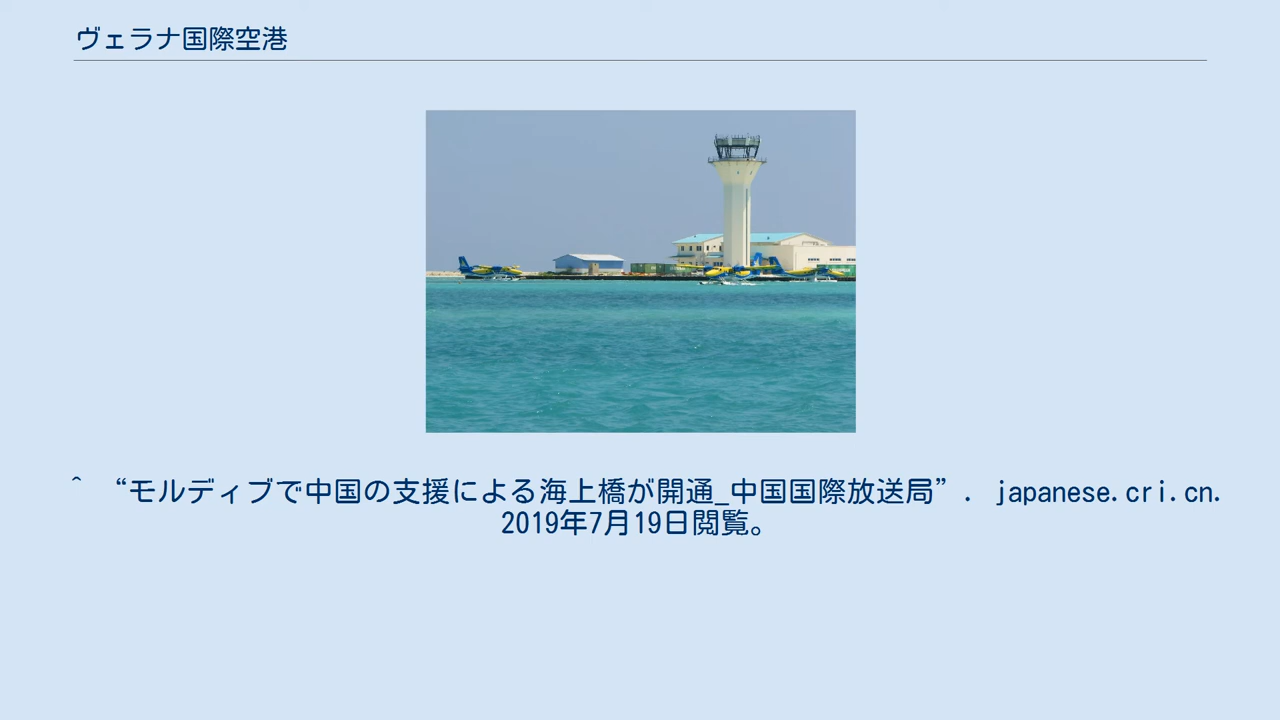 ヴェラナ国際空港
^ “モルディブで中国の支援による海上橋が開通_中国国際放送局”. japanese.cri.cn.
2019年7月19日閲覧。